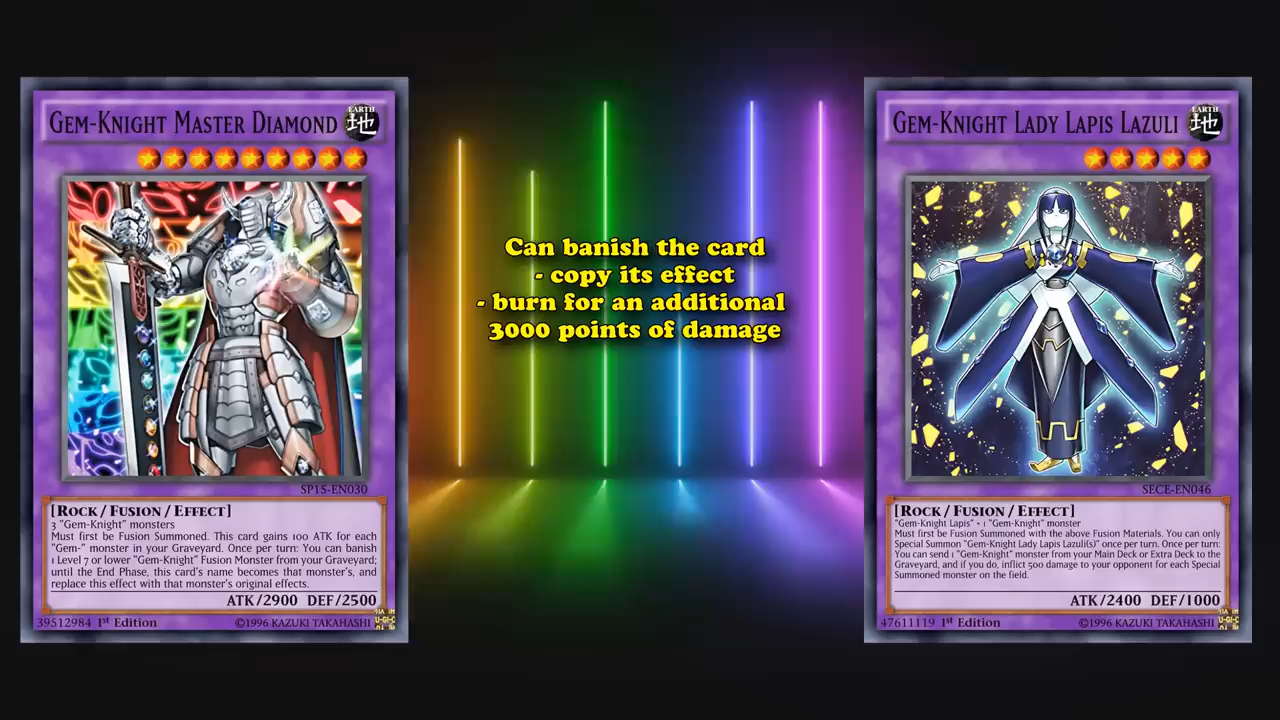 GEM-KNIGHT MASTER DIAMOND
EARTH
地
SP15-EN030
[ROCK / FUSION / EFFECT]
3 "Gem-Knight" monsters
Must first be Fusion Summoned. This card gains 100 ATK for each
"Gem-" monster in your Graveyard. Once per turn: You can banish
1 Level 7 or lower "Gem-Knight" Fusion Monster from your Graveyard;
until the End Phase, this card's name becomes that monster's, and
replace this effect with that monster's original effects.
ATK/2900 DEF/2500
39512984 1st Edition ©1996 KAZUKI TAKAHASHI
Can banish the card
- copy its effect
- burn for an additional
3000 points of damage
GEM-KNIGHT LADY LAPIS LAZULI
EARTH
地
SECE-EN046
[ROCK / FUSION / EFFECT]
"Gem-Knight Lapis" + 1 "Gem-Knight" monster
Must first be Fusion Summoned with the above Fusion Materials. You can only
Special Summon "Gem-Knight Lady Lapis Lazuli(s)" once per turn. Once per turn:
You can send 1 "Gem-Knight" monster from your Main Deck or Extra Deck to the
Graveyard, and if you do, inflict 500 damage to your opponent for each Special
Summoned monster on the field.
ATK/2400 DEF/1000
47611119 1st Edition ©1996 KAZUKI TAKAHASHI